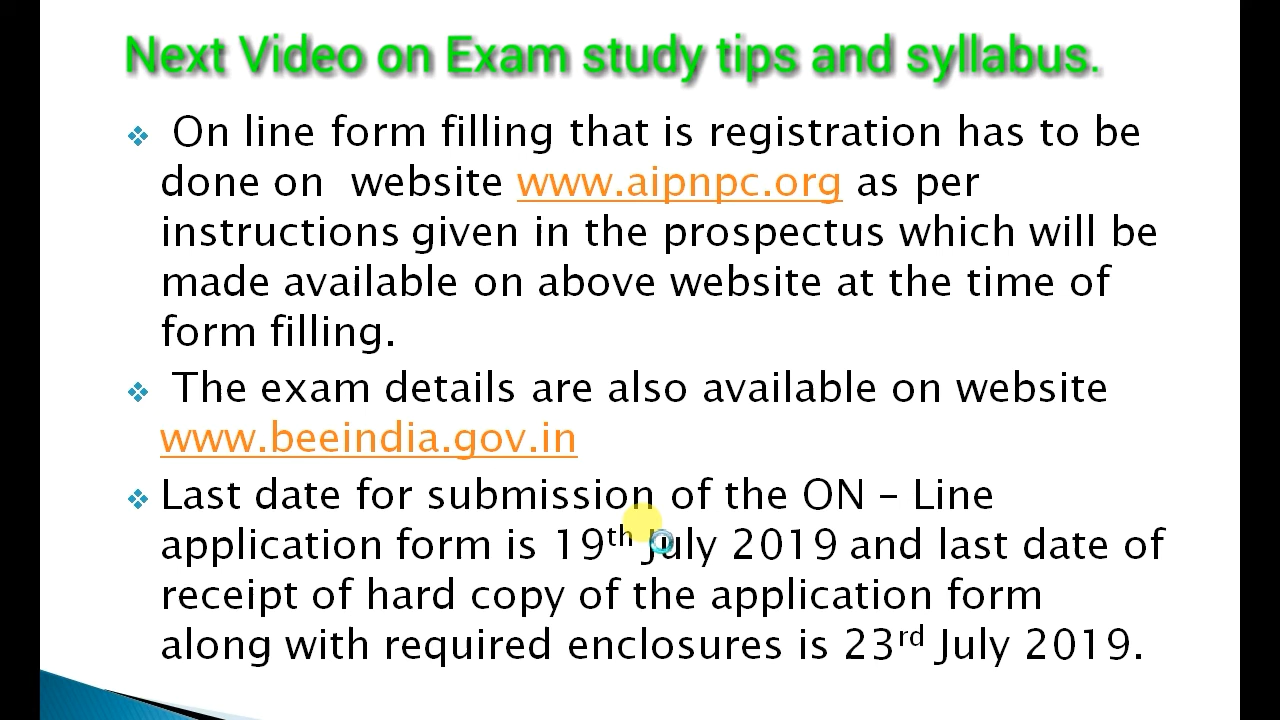 Next Video on Exam study tips and syllabus.
On line form filling that is registration has to be
done on website www.aipnpc.org as per
instructions given in the prospectus which will be
made available on above website at the time of
form filling.
The exam details are also available on website
www.beeindia.gov.in
Last date for submission of the ON – Line
application form is 19th July 2019 and last date of
receipt of hard copy of the application form
along with required enclosures is 23rd July 2019.